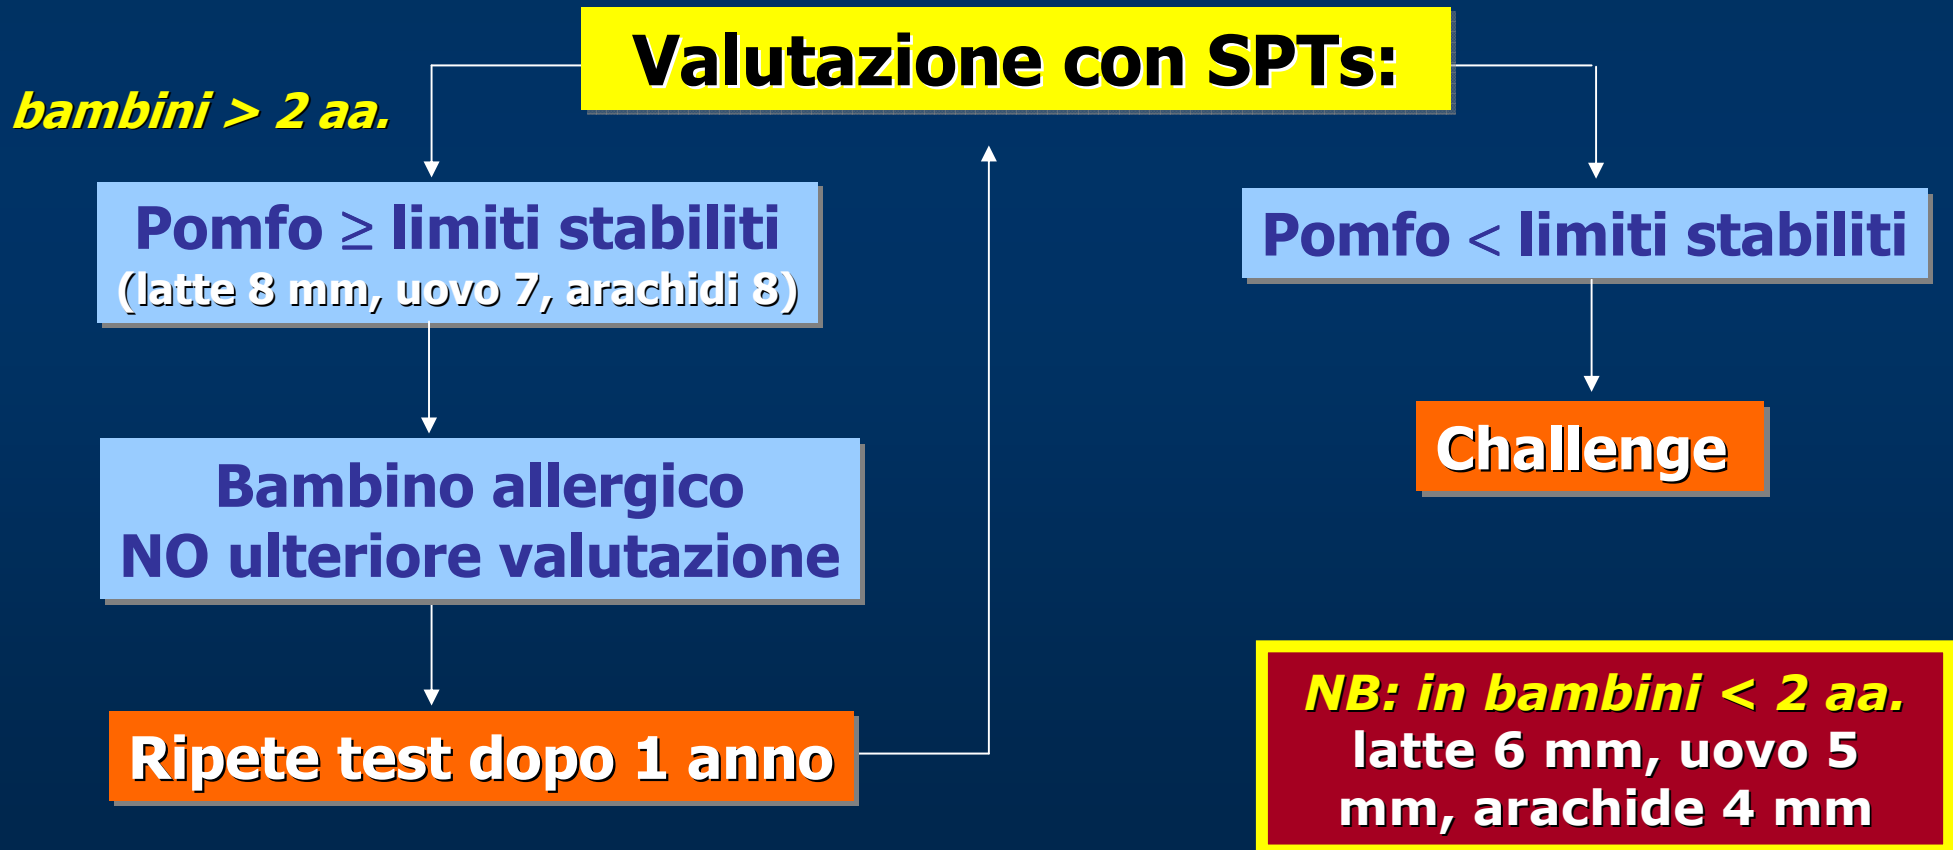 Valutazione con SPTs:
bambini > 2 aa.
Pomfo ≥ limiti stabiliti
(latte 8 mm, uovo 7, arachidi 8)
Pomfo < limiti stabiliti
Challenge
Bambino allergico
NO ulteriore valutazione
Ripete test dopo 1 anno
NB: in bambini < 2 aa.
latte 6 mm, uovo 5
mm, arachide 4 mm